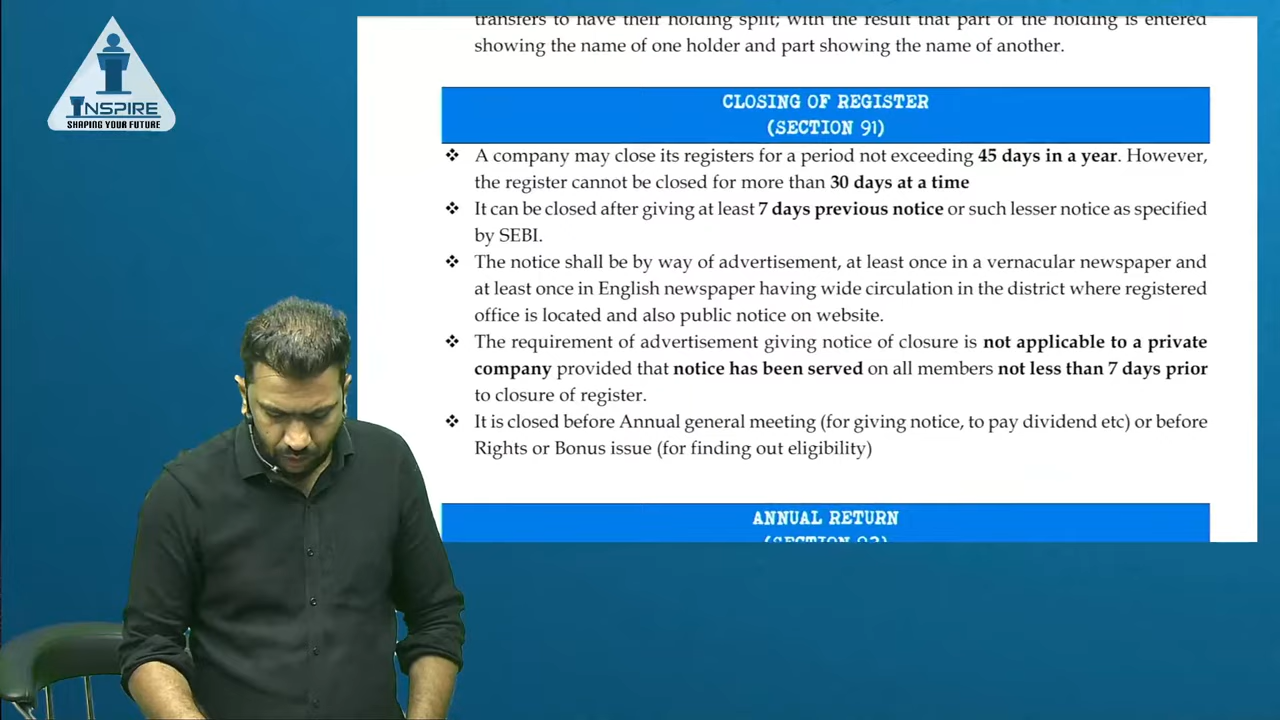 INSPIRE
SHAPING YOUR FUTURE
transfers to have their holding spilt; with the result that part of the holding is entered
showing the name of one holder and part showing the name of another.
CLOSING OF REGISTER
(SECTION 91)
❖ A company may close its registers for a period not exceeding 45 days in a year. However,
the register cannot be closed for more than 30 days at a time
❖ It can be closed after giving at least 7 days previous notice or such lesser notice as specified
by SEBI.
❖ The notice shall be by way of advertisement, at least once in a vernacular newspaper and
at least once in English newspaper having wide circulation in the district where registered
office is located and also public notice on website.
❖ The requirement of advertisement giving notice of closure is not applicable to a private
company provided that notice has been served on all members not less than 7 days prior
to closure of register.
❖ It is closed before Annual general meeting (for giving notice, to pay dividend etc) or before
Rights or Bonus issue (for finding out eligibility)
ANNUAL RETURN
(SECTION